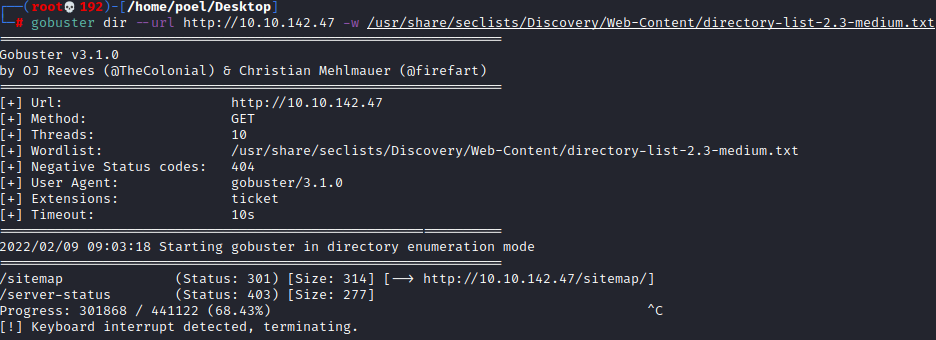 ┌──(root💀192)-[/home/poel/Desktop]
└─# gobuster dir --url http://10.10.142.47 -w /usr/share/seclists/Discovery/Web-Content/directory-list-2.3-medium.txt
===============================================================
Gobuster v3.1.0
by OJ Reeves (@TheColonial) & Christian Mehlmauer (@firefart)
===============================================================
[+] Url:                     http://10.10.142.47
[+] Method:                  GET
[+] Threads:                 10
[+] Wordlist:                /usr/share/seclists/Discovery/Web-Content/directory-list-2.3-medium.txt
[+] Negative Status codes:   404
[+] User Agent:              gobuster/3.1.0
[+] Extensions:              ticket
[+] Timeout:                 10s
===============================================================
2022/02/09 09:03:18 Starting gobuster in directory enumeration mode
===============================================================
/sitemap              (Status: 301) [Size: 314] [--> http://10.10.142.47/sitemap/]
/server-status        (Status: 403) [Size: 277]
Progress: 301868 / 441122 (68.43%)                                               ^C
[!] Keyboard interrupt detected, terminating.